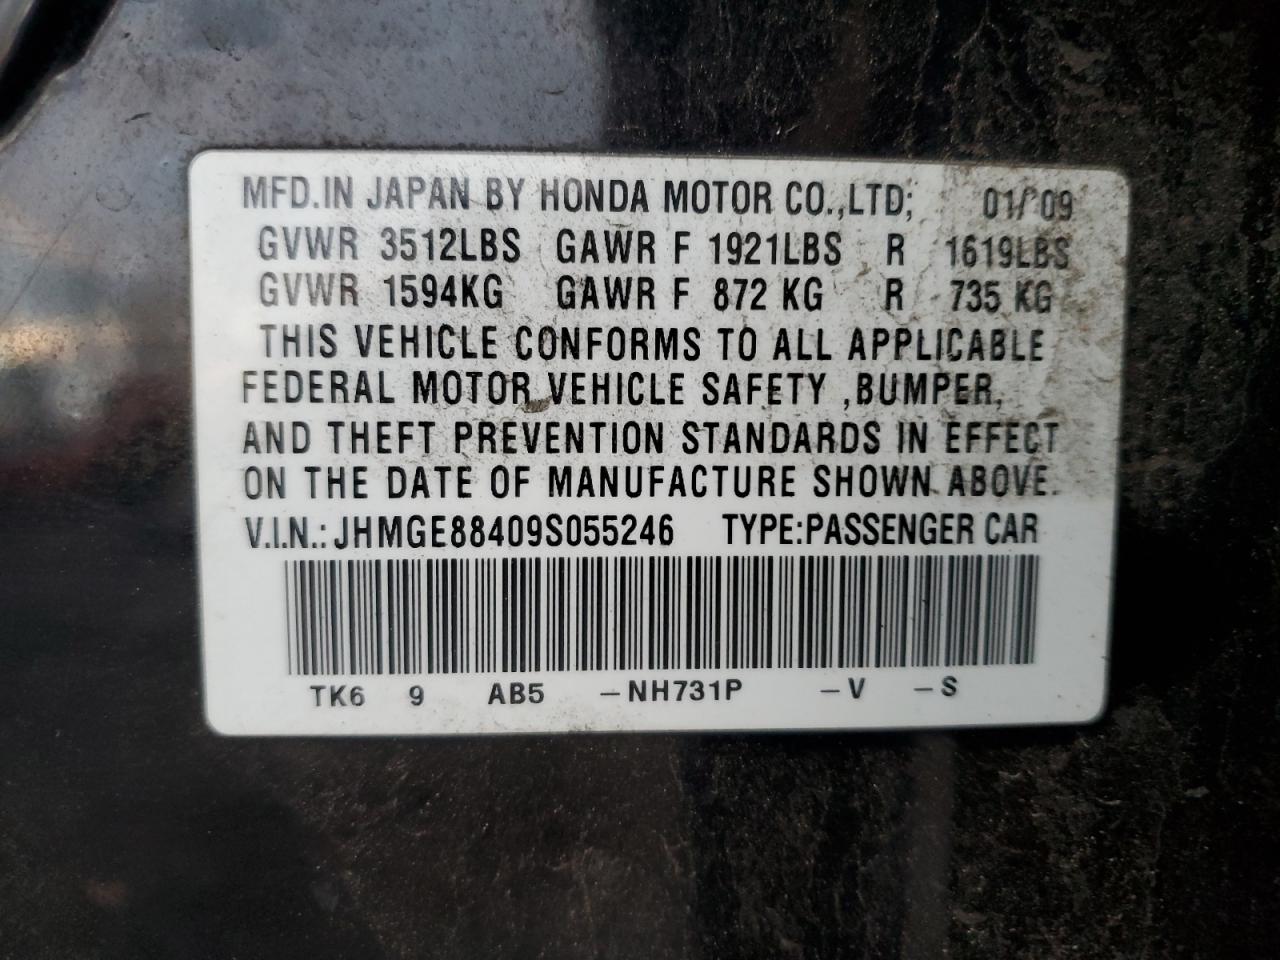 MFD.IN JAPAN BY HONDA MOTOR CO.,LTD; 01/'09
GVWR 3512LBS GAWR F 1921LBS R 1619LBS
GVWR 1594KG GAWR F 872 KG R 735 KG
THIS VEHICLE CONFORMS TO ALL APPLICABLE
FEDERAL MOTOR VEHICLE SAFETY ,BUMPER,
AND THEFT PREVENTION STANDARDS IN EFFECT
ON THE DATE OF MANUFACTURE SHOWN ABOVE.
V.I.N.: JHMGE88409S055246 TYPE:PASSENGER CAR
TK6 9 AB5 -NH731P -V -S